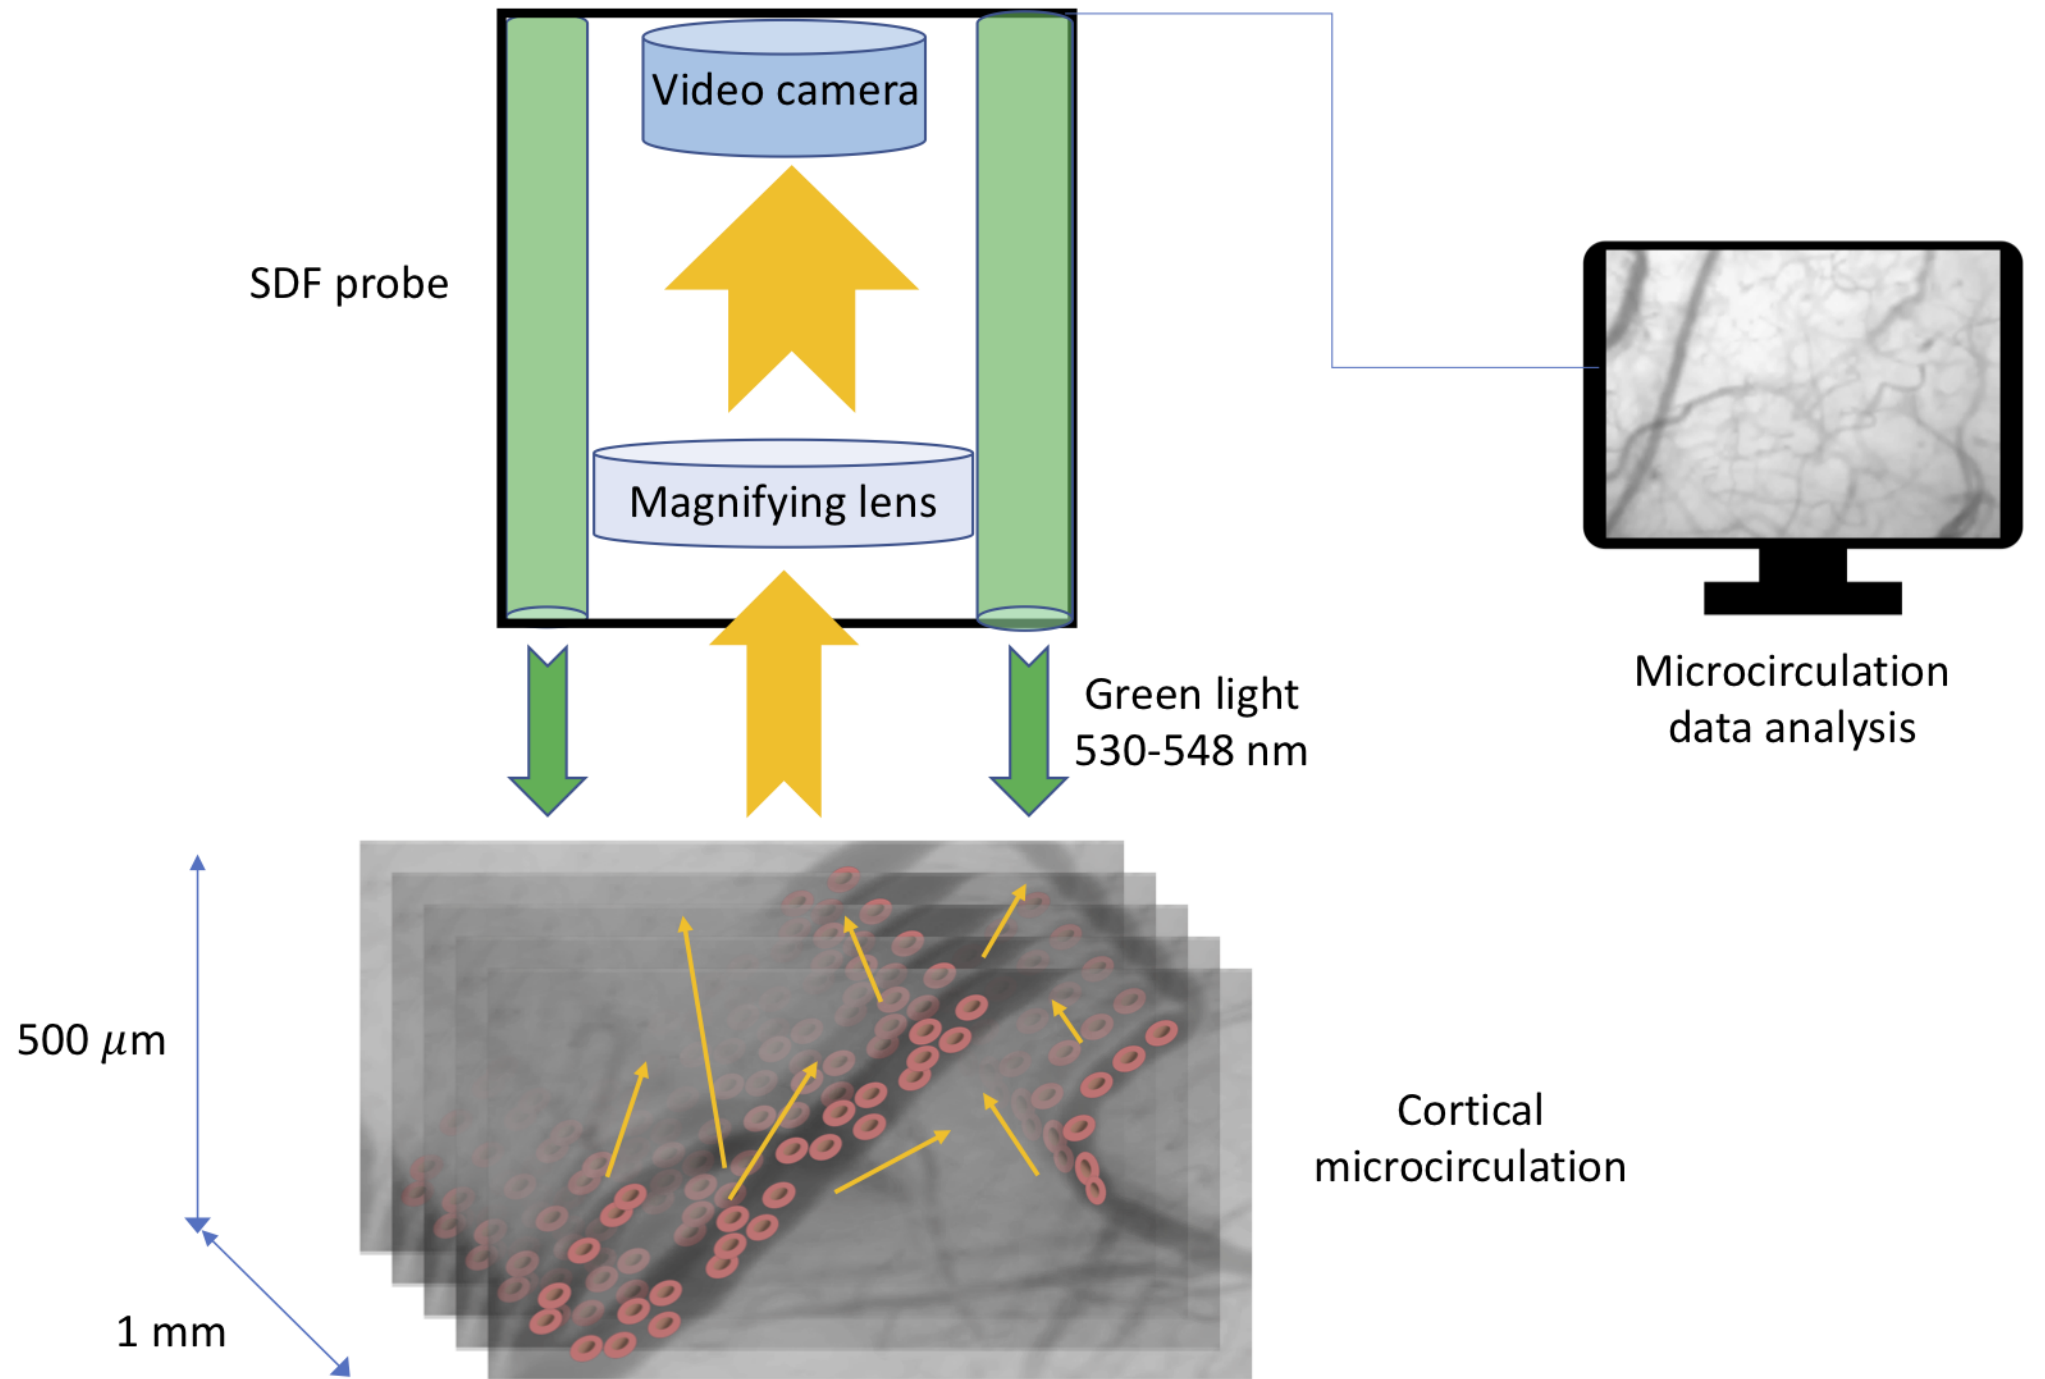 Video camera
SDF probe
Magnifying lens
Green light
530-548 nm
Microcirculation
data analysis
500 μm
1 mm
Cortical
microcirculation